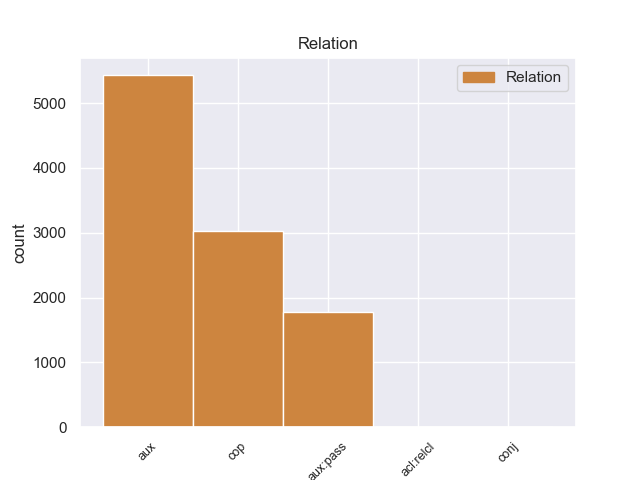 Relation
Relation
count
5000
4000
3000
2000
1000
0
aux
cop
aux:pass
acl:relcl
conj